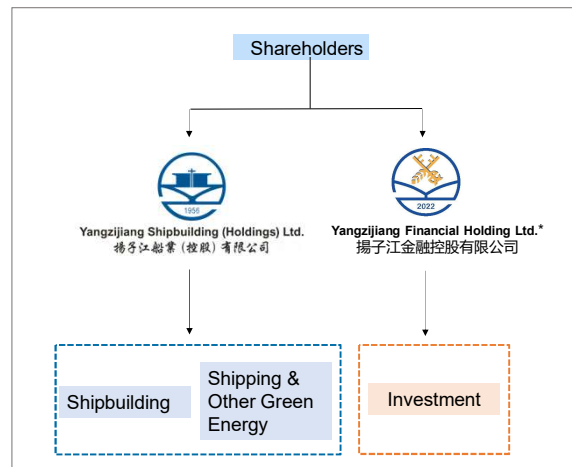 Shareholders
1956
2022
Yangzijiang Shipbuilding (Holdings) Ltd.
揚子江船業(控股)有限公司
Yangzijiang Financial Holding Ltd.*
揚子江金融控股有限公司
Shipbuilding
Shipping &
Other Green
Energy
Investment